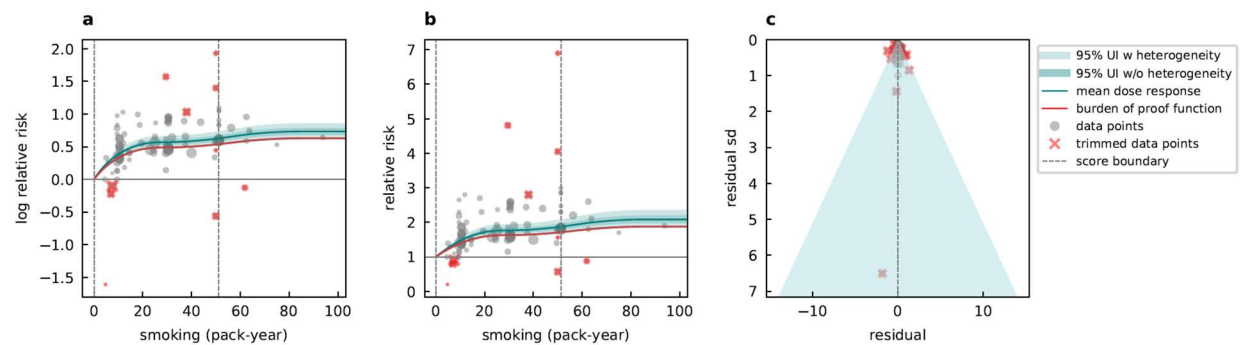 a
2.0
1.5
1.0
0.5
0.0
−0.5
−1.0
−1.5
log relative risk
0 20 40 60 80 100
smoking (pack-year)
b
7
6
5
4
3
2
1
0
relative risk
0 20 40 60 80 100
smoking (pack-year)
c
0
1
2
3
4
5
6
7
residual sd
−10 0 10
residual
95% UI w heterogeneity
95% UI w/o heterogeneity
mean dose response
burden of proof function
data points
trimmed data points
score boundary